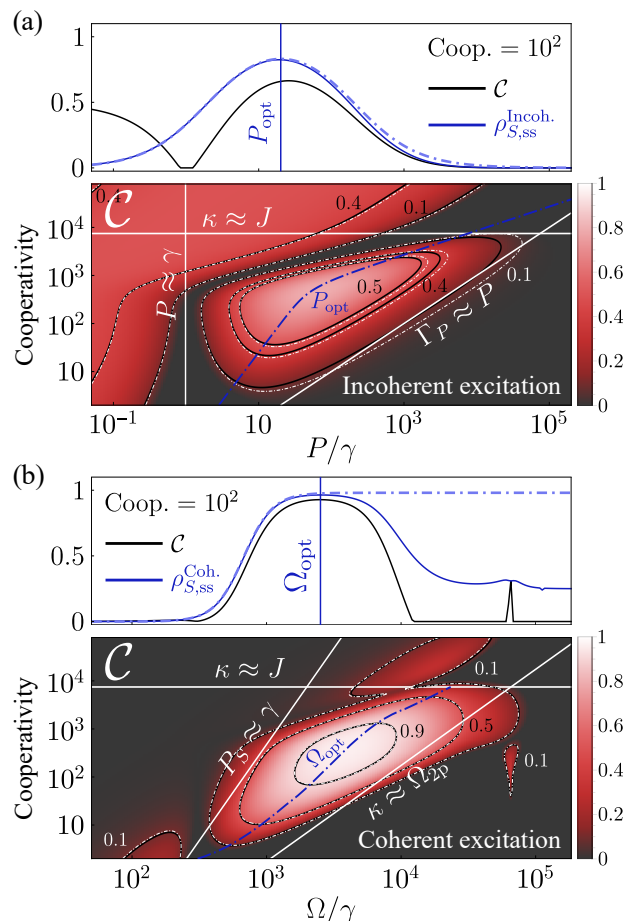 (a)
1
0.5
0
Coop. = 10²
𝒞
ρ_{S,ss}^{Incoh.}
P_opt
𝒞
Cooperativity
10⁴
10³
10²
10
0.4
0.4
0.1
κ ≈ J
P ≈ γ
P_opt
0.5
0.4
0.1
Γ_P ≈ P
Incoherent excitation
1
0.8
0.6
0.4
0.2
0
10⁻¹
10
10³
10⁵
P/γ
(b)
1
0.5
0
Coop. = 10²
𝒞
ρ_{S,ss}^{Coh.}
Ω_opt
𝒞
Cooperativity
10⁴
10³
10²
10
κ ≈ J
0.1
P_S ≈ γ
Ω_opt
0.9
0.5
κ ≈ Ω_2p
0.1
0.1
Coherent excitation
1
0.8
0.6
0.4
0.2
0
10²
10³
10⁴
10⁵
Ω/γ